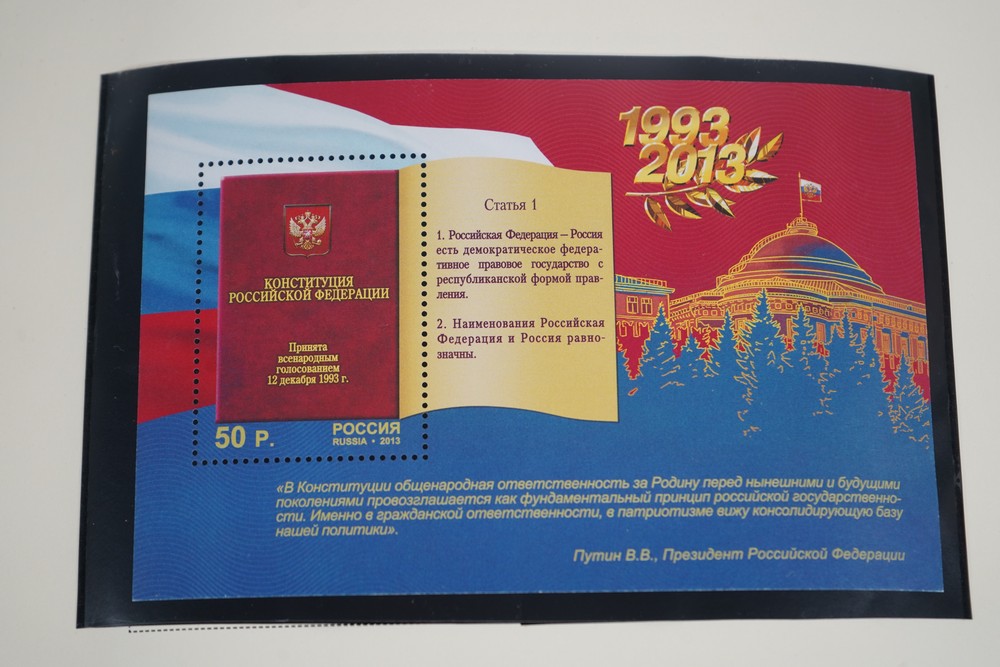 1993
2013
Статья 1
1. Российская Федерация — Россия
есть демократическое федера-
тивное правовое государство с
республиканской формой прав-
ления.
2. Наименования Российская
Федерация и Россия равно-
значны.
КОНСТИТУЦИЯ
РОССИЙСКОЙ ФЕДЕРАЦИИ
Принята
всенародным
голосованием
12 декабря 1993 г.
50 Р.
РОССИЯ
RUSSIA • 2013
«В Конституции общенародная ответственность за Родину перед нынешними и будущими
поколениями провозглашается как фундаментальный принцип российской государственно-
сти. Именно в гражданской ответственности, в патриотизме вижу консолидирующую базу
нашей политики».
Путин В.В., Президент Российской Федерации